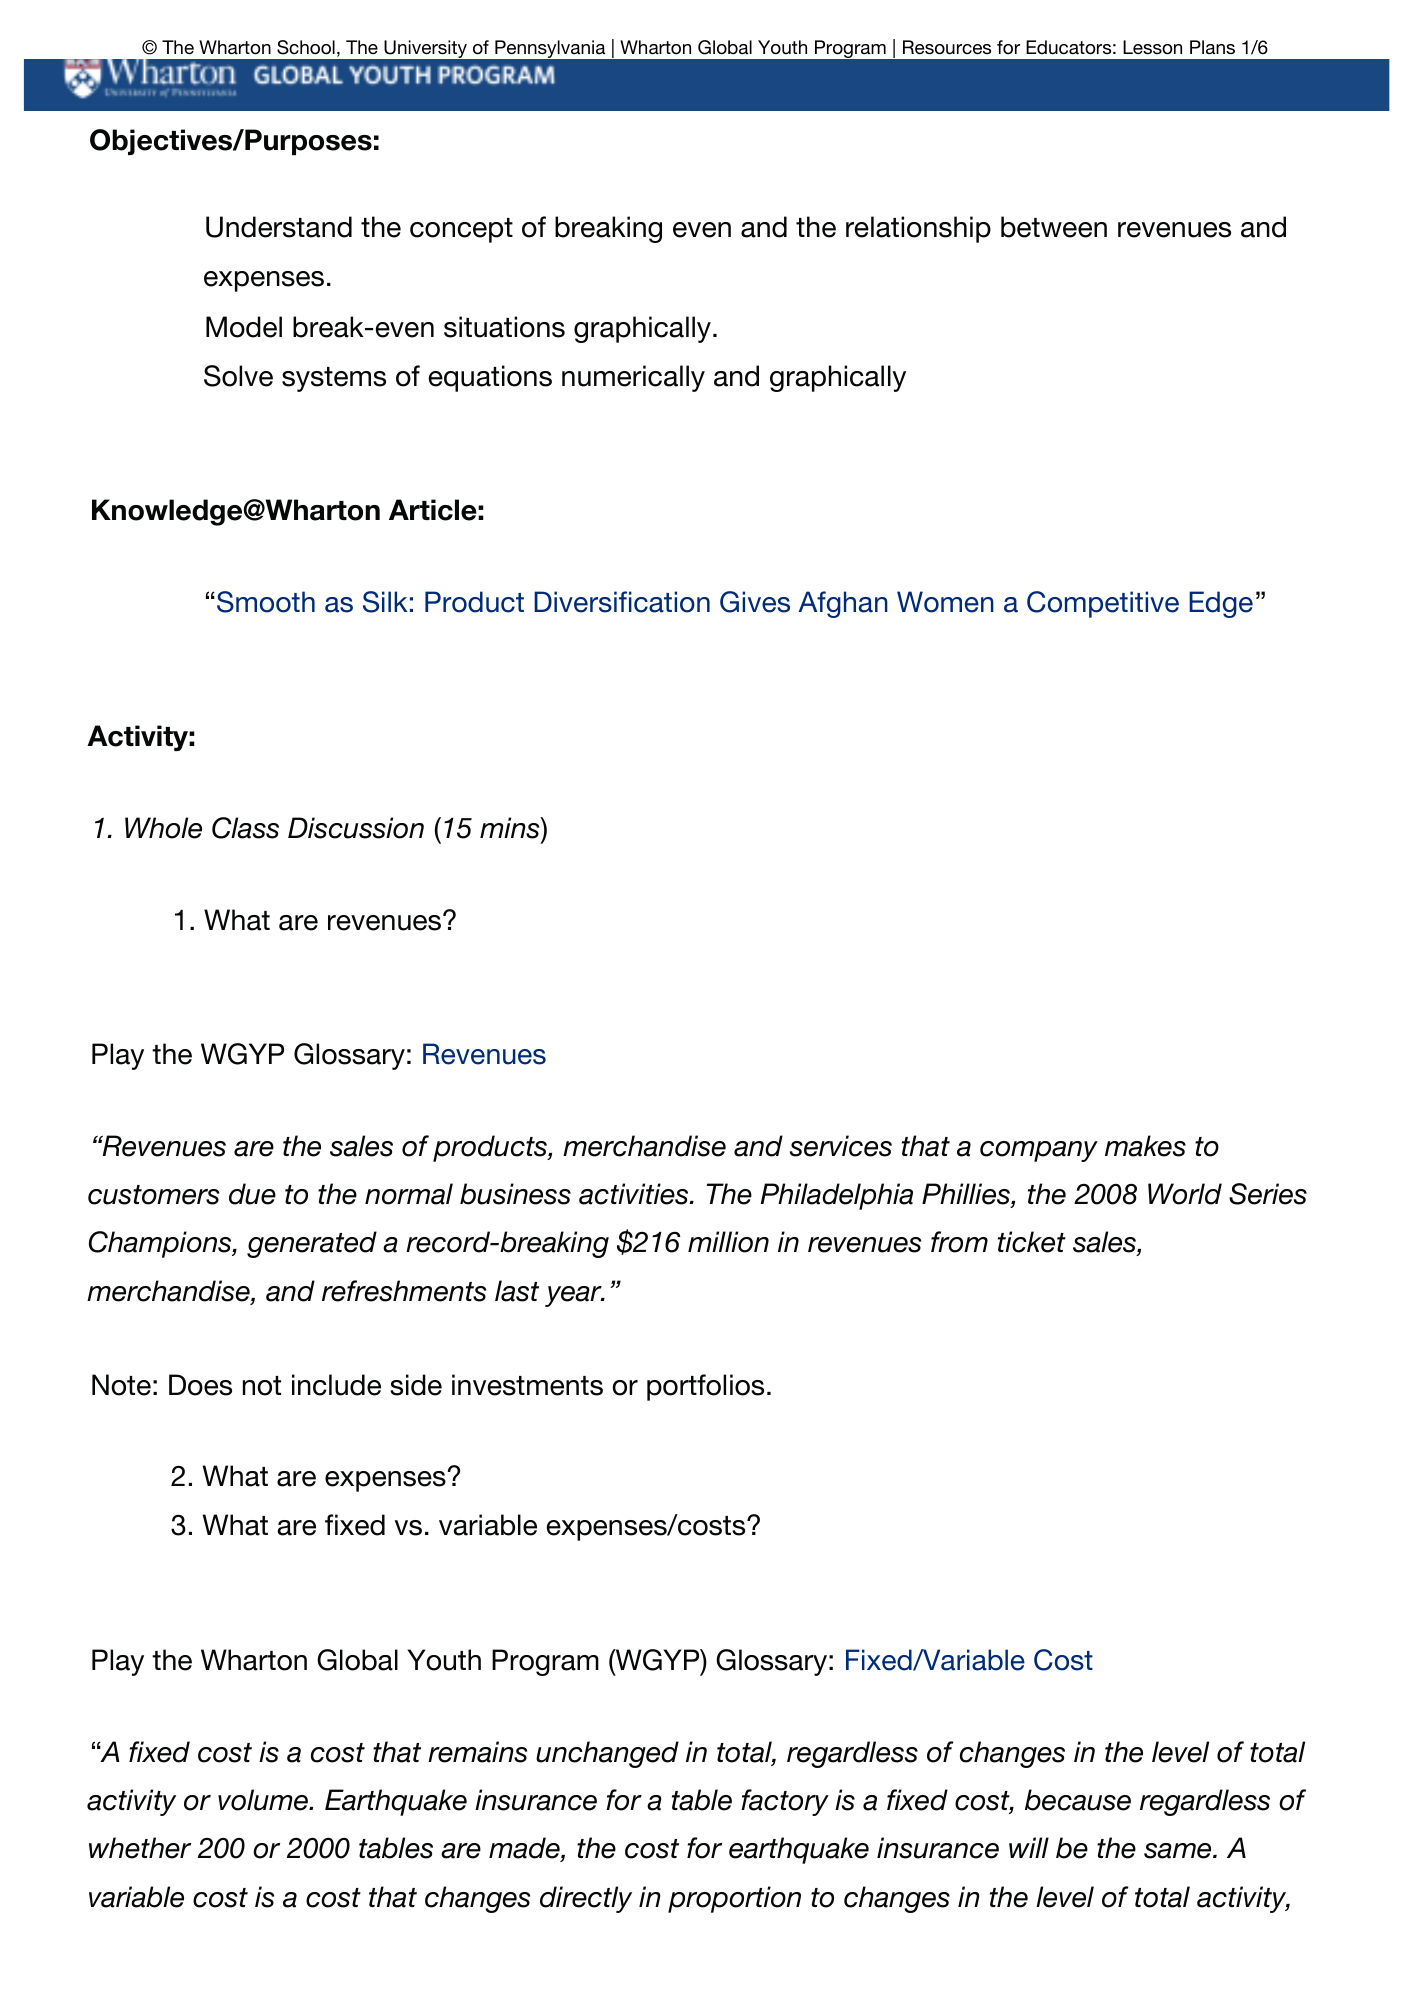 © The Wharton School, The University of Pennsylvania | Wharton Global Youth Program | Resources for Educators: Lesson Plans 1/6
Wharton GLOBAL YOUTH PROGRAM
UNIVERSITY of PENNSYLVANIA
Objectives/Purposes:
Understand the concept of breaking even and the relationship between revenues and
expenses.
Model break-even situations graphically.
Solve systems of equations numerically and graphically
Knowledge@Wharton Article:
“Smooth as Silk: Product Diversification Gives Afghan Women a Competitive Edge”
Activity:
1. Whole Class Discussion (15 mins)
1. What are revenues?
Play the WGYP Glossary: Revenues
“Revenues are the sales of products, merchandise and services that a company makes to
customers due to the normal business activities. The Philadelphia Phillies, the 2008 World Series
Champions, generated a record-breaking $216 million in revenues from ticket sales,
merchandise, and refreshments last year.”
Note: Does not include side investments or portfolios.
2. What are expenses?
3. What are fixed vs. variable expenses/costs?
Play the Wharton Global Youth Program (WGYP) Glossary: Fixed/Variable Cost
“A fixed cost is a cost that remains unchanged in total, regardless of changes in the level of total
activity or volume. Earthquake insurance for a table factory is a fixed cost, because regardless of
whether 200 or 2000 tables are made, the cost for earthquake insurance will be the same. A
variable cost is a cost that changes directly in proportion to changes in the level of total activity,